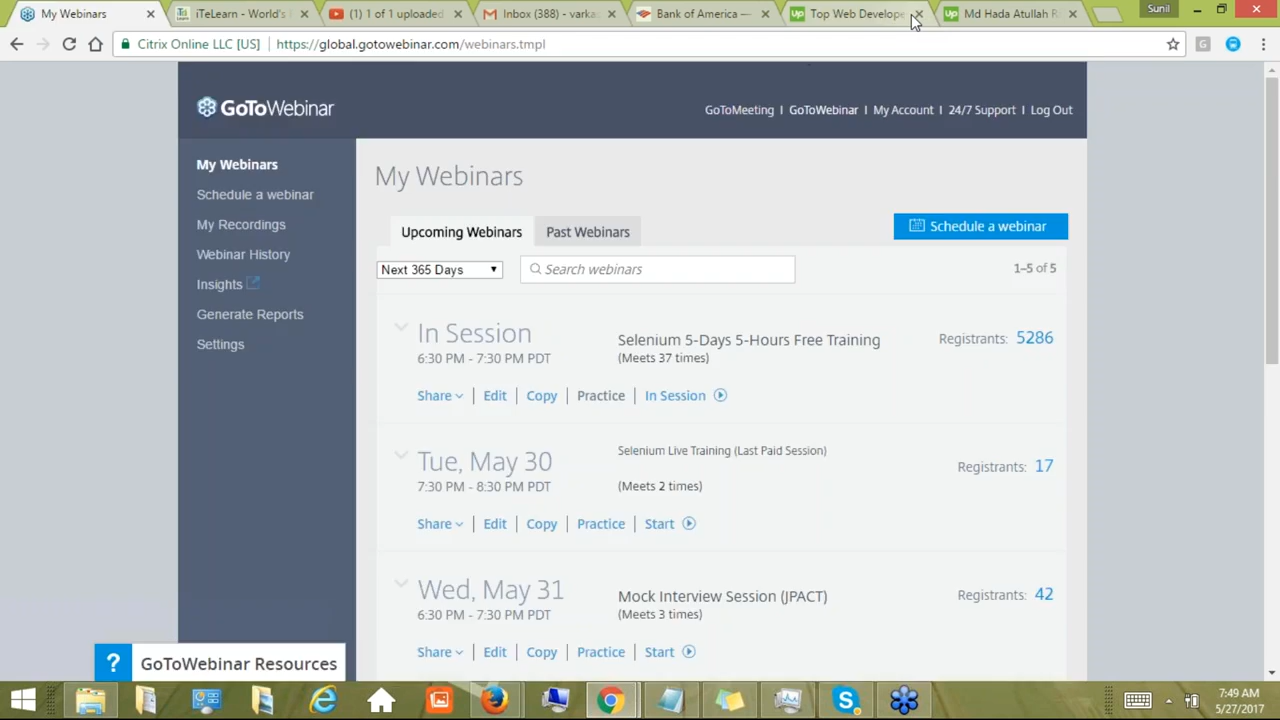 My Webinars
iTeLearn - World's
(1) 1 of 1 uploaded
Inbox (388) - varka
Bank of America —
Top Web Develope
Md Hada Atullah R
Sunil
Citrix Online LLC [US] https://global.gotowebinar.com/webinars.tmpl
GoToWebinar
GoToMeeting | GoToWebinar | My Account | 24/7 Support | Log Out
My Webinars
Schedule a webinar
My Recordings
Webinar History
Insights
Generate Reports
Settings
My Webinars
Upcoming Webinars Past Webinars
Schedule a webinar
Next 365 Days
Search webinars
1–5 of 5
In Session
6:30 PM - 7:30 PM PDT
Selenium 5-Days 5-Hours Free Training
(Meets 37 times)
Registrants: 5286
Share | Edit | Copy | Practice | In Session
Tue, May 30
7:30 PM - 8:30 PM PDT
Selenium Live Training (Last Paid Session)
(Meets 2 times)
Registrants: 17
Share | Edit | Copy | Practice | Start
Wed, May 31
6:30 PM - 7:30 PM PDT
Mock Interview Session (JPACT)
(Meets 3 times)
Registrants: 42
Share | Edit | Copy | Practice | Start
? GoToWebinar Resources
7:49 AM
5/27/2017